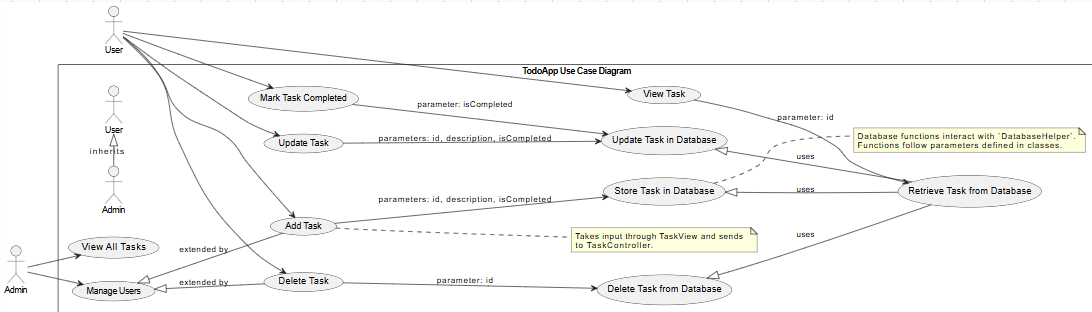 User
TodoApp Use Case Diagram
Mark Task Completed
View Task
parameter: isCompleted
parameter: id
User
Update Task
parameters: id, description, isCompleted
Update Task in Database
Database functions interact with `DatabaseHelper`.
Functions follow parameters defined in classes.
inherits
uses
Admin
parameters: id, description, isCompleted
Store Task in Database
uses
Retrieve Task from Database
Add Task
Takes input through TaskView and sends
to TaskController.
uses
View All Tasks
extended by
Admin
Manage Users
extended by
Delete Task
parameter: id
Delete Task from Database